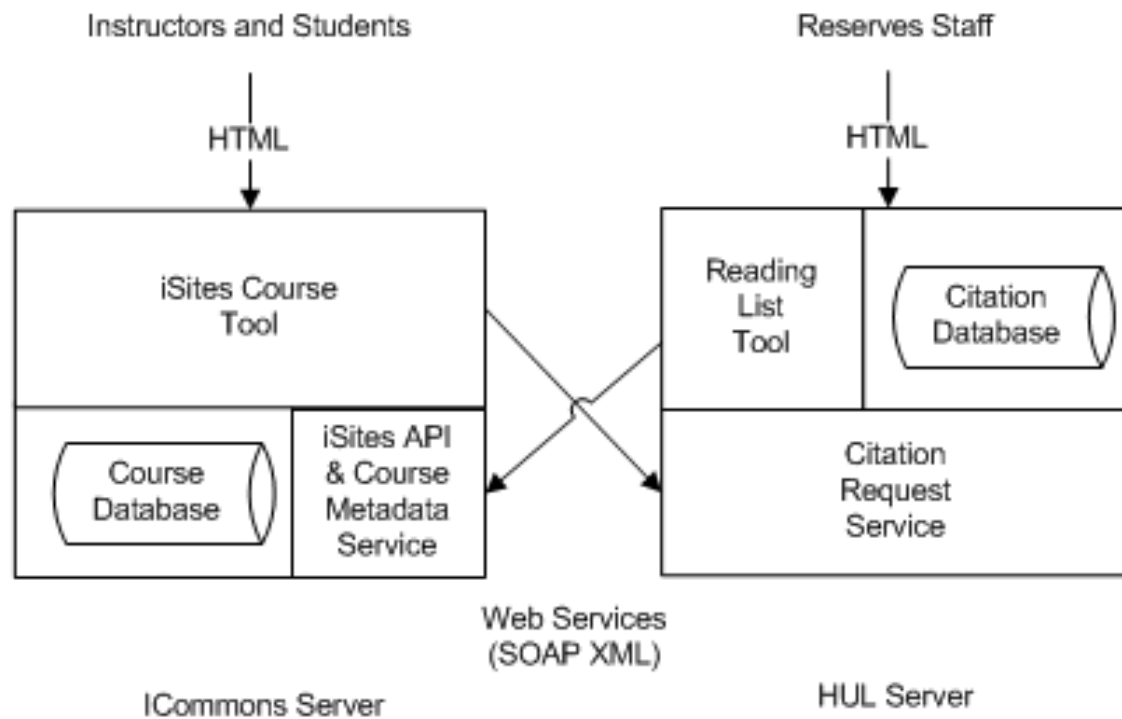 Instructors and Students
Reserves Staff
HTML
HTML
iSites Course
Tool
Reading
List
Tool
Citation
Database
Course
Database
iSites API
& Course
Metadata
Service
Citation
Request
Service
Web Services
(SOAP XML)
ICommons Server
HUL Server